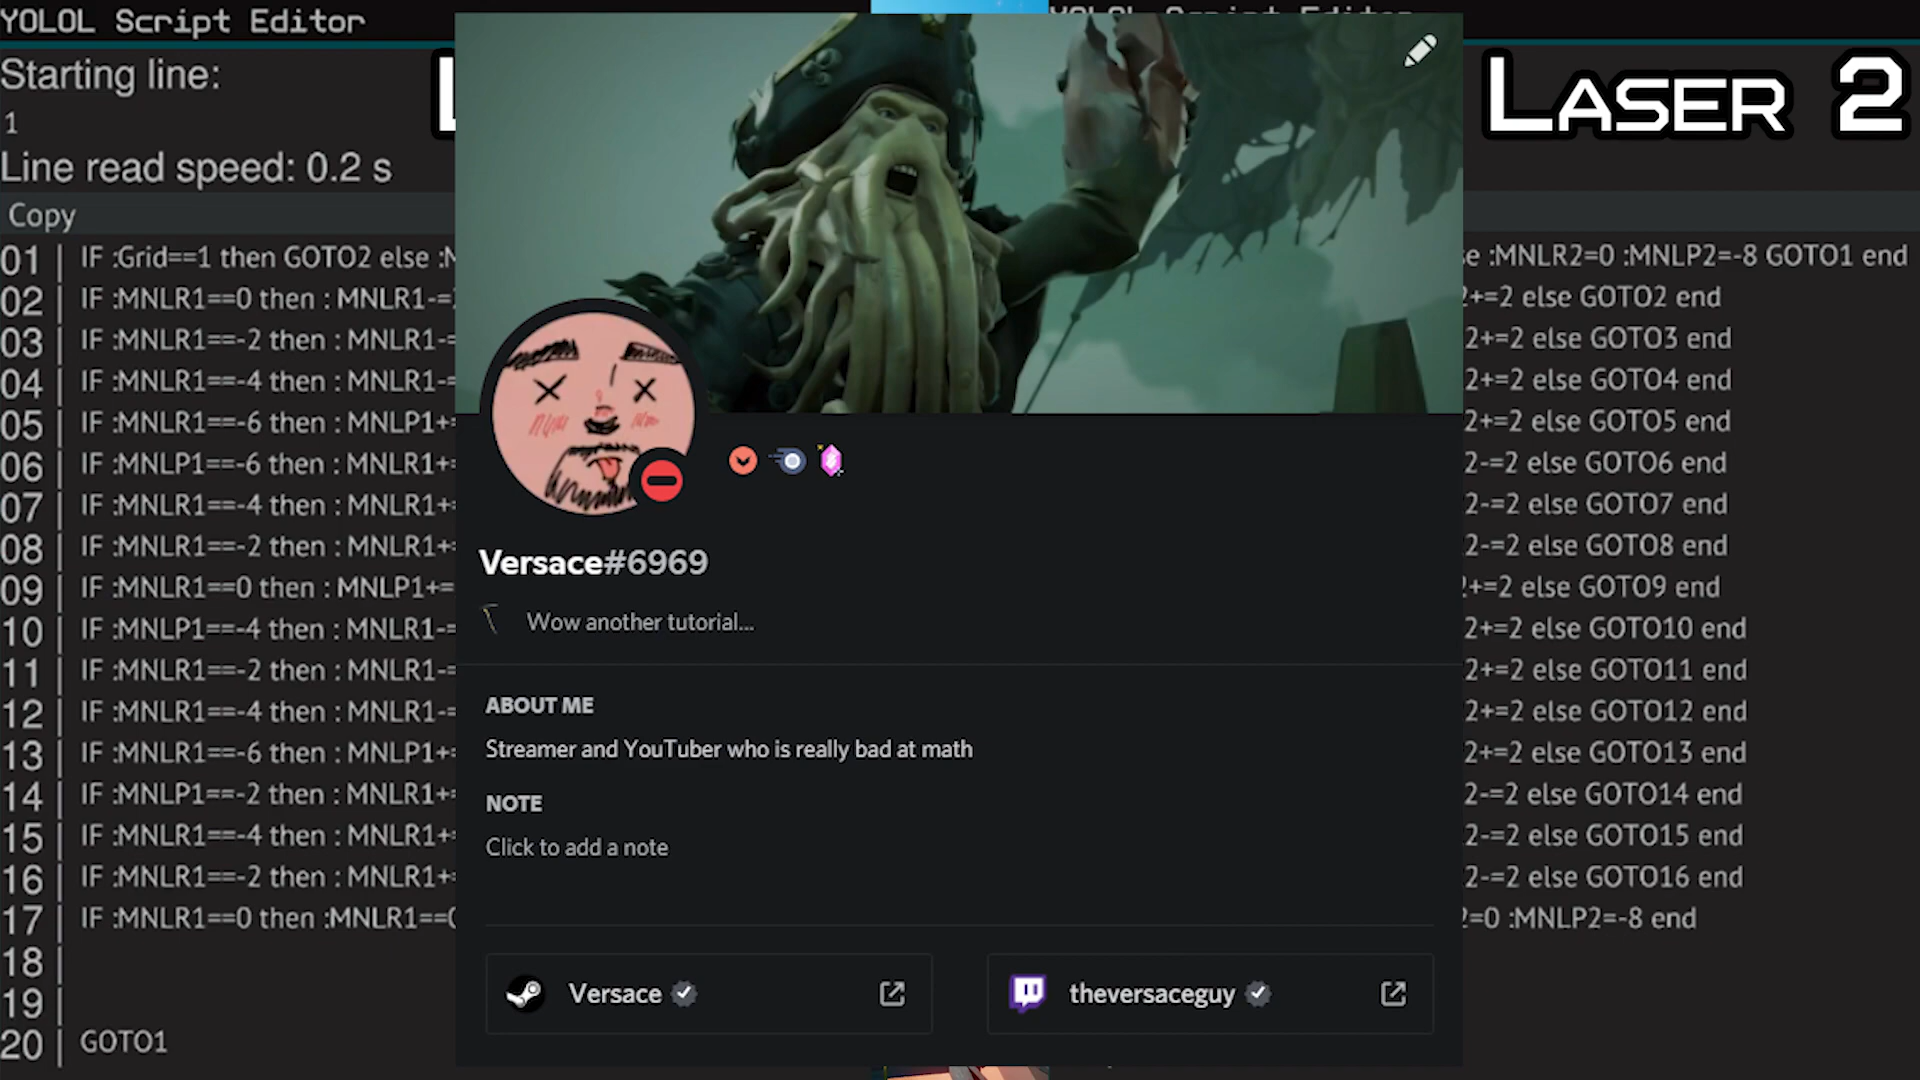 YOLOL Script Editor
YOLOL Script Editor
Starting line:
1
Line read speed: 0.2 s
LASER 2
Copy
01 | IF :Grid==1 then GOTO2 else :M
02 | IF :MNLR1==0 then : MNLR1-=
03 | IF :MNLR1==-2 then : MNLR1-=
04 | IF :MNLR1==-4 then : MNLR1-=
05 | IF :MNLR1==-6 then : MNLP1+=
06 | IF :MNLP1==-6 then : MNLR1+=
07 | IF :MNLR1==-4 then : MNLR1+=
08 | IF :MNLR1==-2 then : MNLR1+=
09 | IF :MNLR1==0 then : MNLP1+=
10 | IF :MNLP1==-4 then : MNLR1-=
11 | IF :MNLR1==-2 then : MNLR1-=
12 | IF :MNLR1==-4 then : MNLR1-=
13 | IF :MNLR1==-6 then : MNLP1+=
14 | IF :MNLP1==-2 then : MNLR1+=
15 | IF :MNLR1==-4 then : MNLR1+=
16 | IF :MNLR1==-2 then : MNLR1+=
17 | IF :MNLR1==0 then :MNLR1==0
18 |
19 |
20 | GOTO1
Versace#6969
Wow another tutorial...
ABOUT ME
Streamer and YouTuber who is really bad at math
NOTE
Click to add a note
Versace
theversaceguy
se :MNLR2=0 :MNLP2=-8 GOTO1 end
2+=2 else GOTO2 end
2+=2 else GOTO3 end
2+=2 else GOTO4 end
2+=2 else GOTO5 end
2-=2 else GOTO6 end
2-=2 else GOTO7 end
2-=2 else GOTO8 end
2+=2 else GOTO9 end
2+=2 else GOTO10 end
2+=2 else GOTO11 end
2+=2 else GOTO12 end
2+=2 else GOTO13 end
2-=2 else GOTO14 end
2-=2 else GOTO15 end
2-=2 else GOTO16 end
2=0 :MNLP2=-8 end